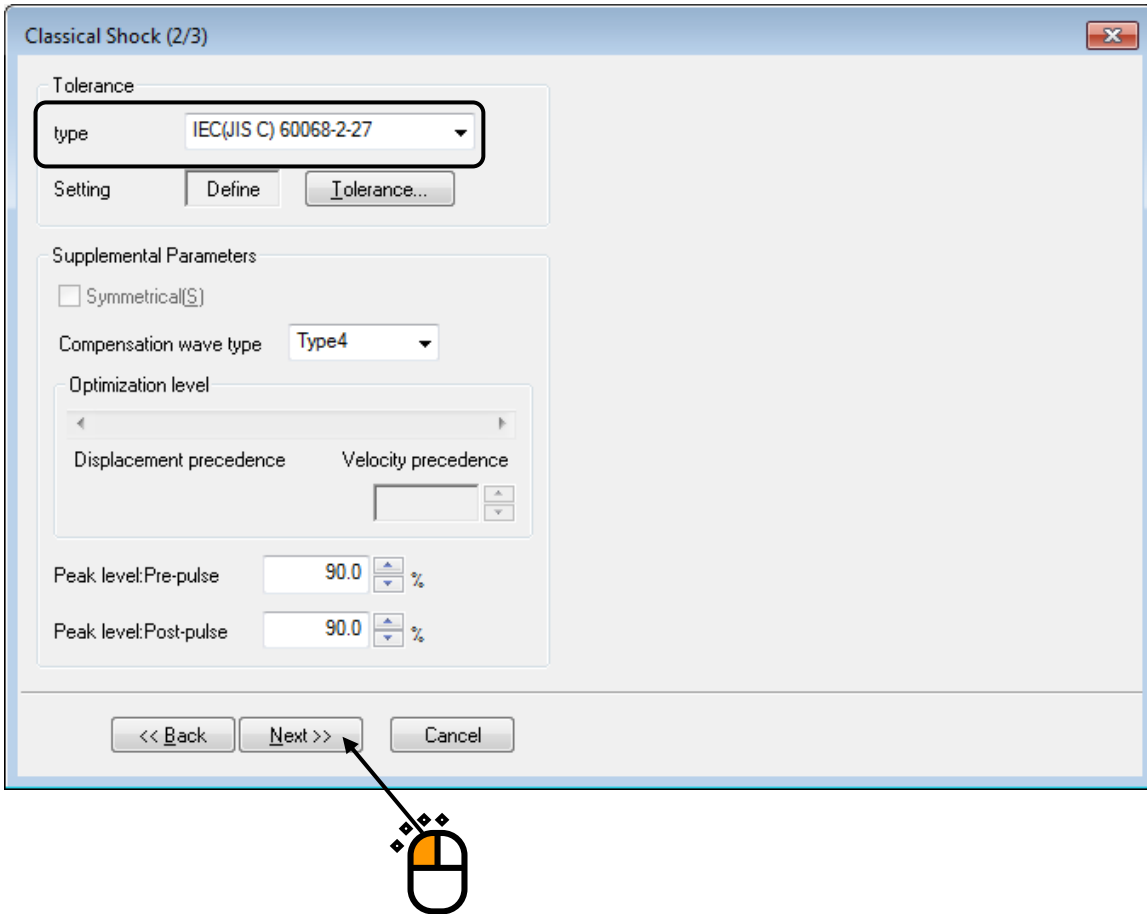 Classical Shock (2/3)
Tolerance
type IEC(JIS C) 60068-2-27
Setting Define Tolerance...
Supplemental Parameters
Symmetrical(S)
Compensation wave type Type4
Optimization level
Displacement precedence Velocity precedence
Peak level:Pre-pulse 90.0 %
Peak level:Post-pulse 90.0 %
<< Back Next >> Cancel